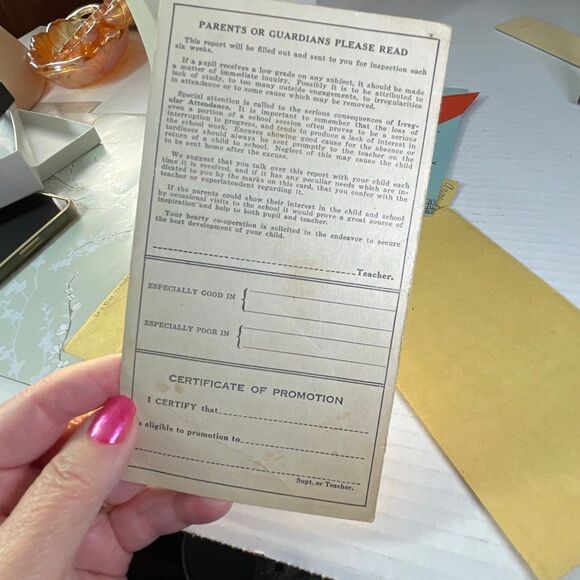 PARENTS OR GUARDIANS PLEASE READ
This report will be filled out and sent to you for inspection each
six weeks.
If a pupil receives a low grade on any subject, it should be made
a matter of immediate inquiry. Possibly it is to be attributed to
lack of study, to too many outside engagements, to irregularities
in attendance or to some cause which may be removed.
Special attention is called to the serious consequences of Irreg-
ular Attendance. It is important to remember that the loss of
even a portion of a school session often proves to be a serious
interruption to progress, and tends to produce a lack of interest in
the school work. Excuses showing good cause for the absence or
tardiness should always be sent promptly to the teacher on the
return of a child to school. Neglect of this may cause the child
to be sent home after the excuse.
We suggest that you talk over this report with your child each
time it is received, and if it has any peculiar needs which are in-
dicated to you by the marks on this card, that you confer with the
teacher or superintendent regarding it.
If the parents could show their interest in the child and school
by occasional visits to the school it would prove a great source of
inspiration and help to both pupil and teacher.
Your hearty co-operation is solicited in the endeavor to secure
the best development of your child.
Teacher.
ESPECIALLY GOOD IN
ESPECIALLY POOR IN
CERTIFICATE OF PROMOTION
I CERTIFY that
s eligible to promotion to
Supt. or Teacher.